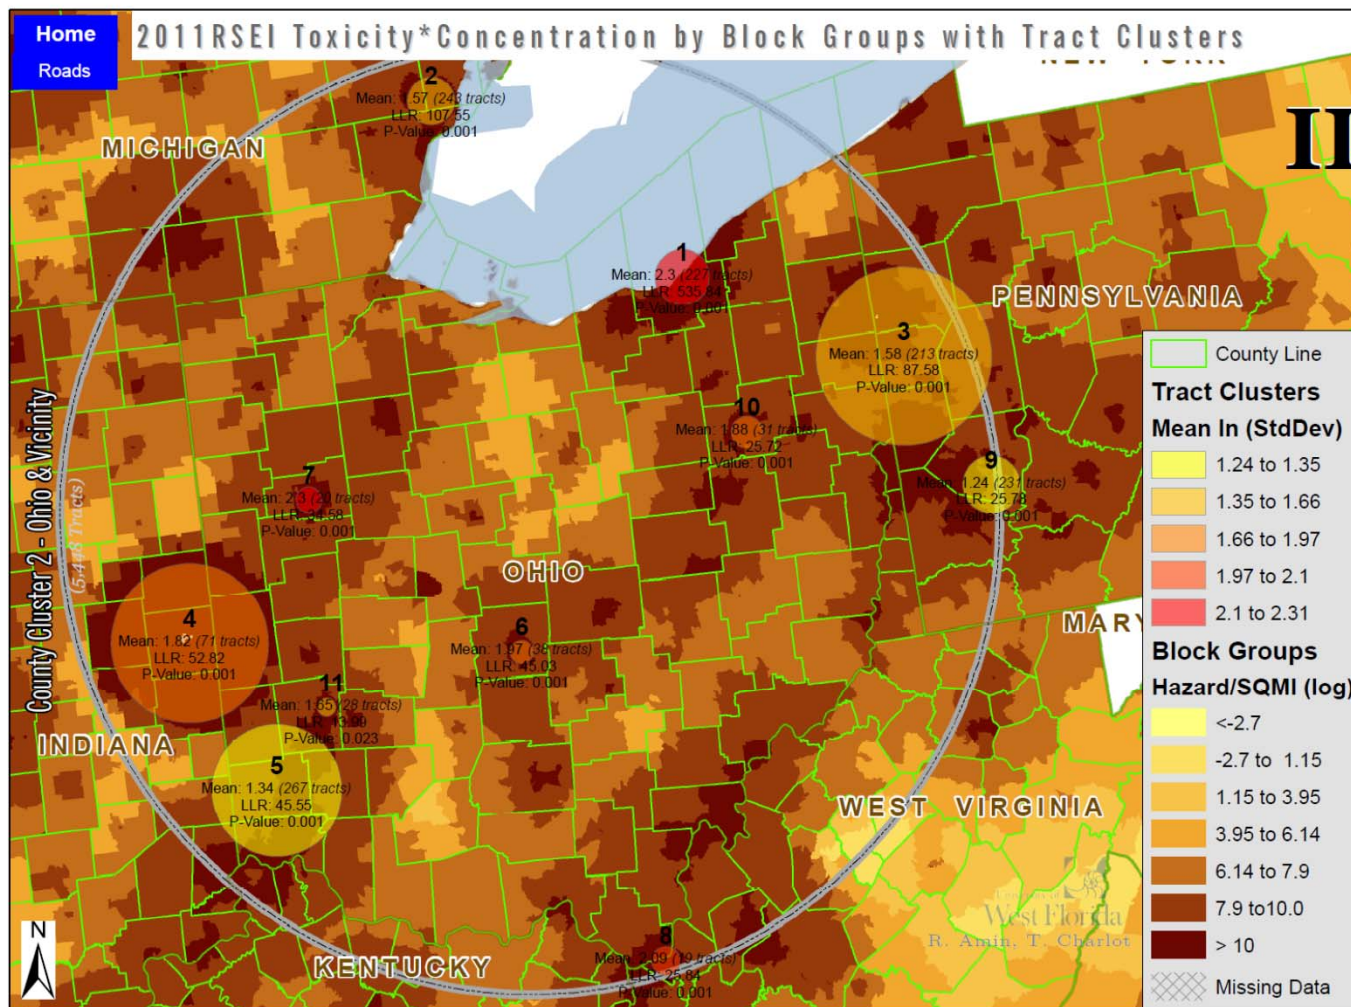 Home
Roads
2011RSEI Toxicity*Concentration by Block Groups with Tract Clusters
NEW YORK
II
MICHIGAN
2
Mean: 1.57 (243 tracts)
LLR: 107.55
P-Value: 0.001
1
Mean: 2.3 (227 tracts)
LLR: 535.84
P-Value: 0.001
PENNSYLVANIA
3
Mean: 1.58 (213 tracts)
LLR: 87.58
P-Value: 0.001
10
Mean: 1.88 (31 tracts)
LLR: 25.72
P-Value: 0.001
9
Mean: 1.24 (231 tracts)
LLR: 25.78
P-Value: 0.001
7
Mean: 2.3 (20 tracts)
LLR: 34.58
P-Value: 0.001
County Cluster 2 - Ohio & Vicinity
(5,448 Tracts)
OHIO
4
Mean: 1.82 (71 tracts)
LLR: 52.82
P-Value: 0.001
6
Mean: 1.97 (38 tracts)
LLR: 45.03
P-Value: 0.001
MARY
11
Mean: 1.65 (28 tracts)
LLR: 13.99
P-Value: 0.023
INDIANA
5
Mean: 1.34 (267 tracts)
LLR: 45.55
P-Value: 0.001
WEST VIRGINIA
8
Mean: 2.09 (19 tracts)
LLR: 25.84
P-Value: 0.001
KENTUCKY
N
County Line
Tract Clusters
Mean In (StdDev)
1.24 to 1.35
1.35 to 1.66
1.66 to 1.97
1.97 to 2.1
2.1 to 2.31
Block Groups
Hazard/SQMI (log)
<-2.7
-2.7 to 1.15
1.15 to 3.95
3.95 to 6.14
6.14 to 7.9
7.9 to10.0
> 10
Missing Data
University of
West Florida
R. Amin, T. Charlot